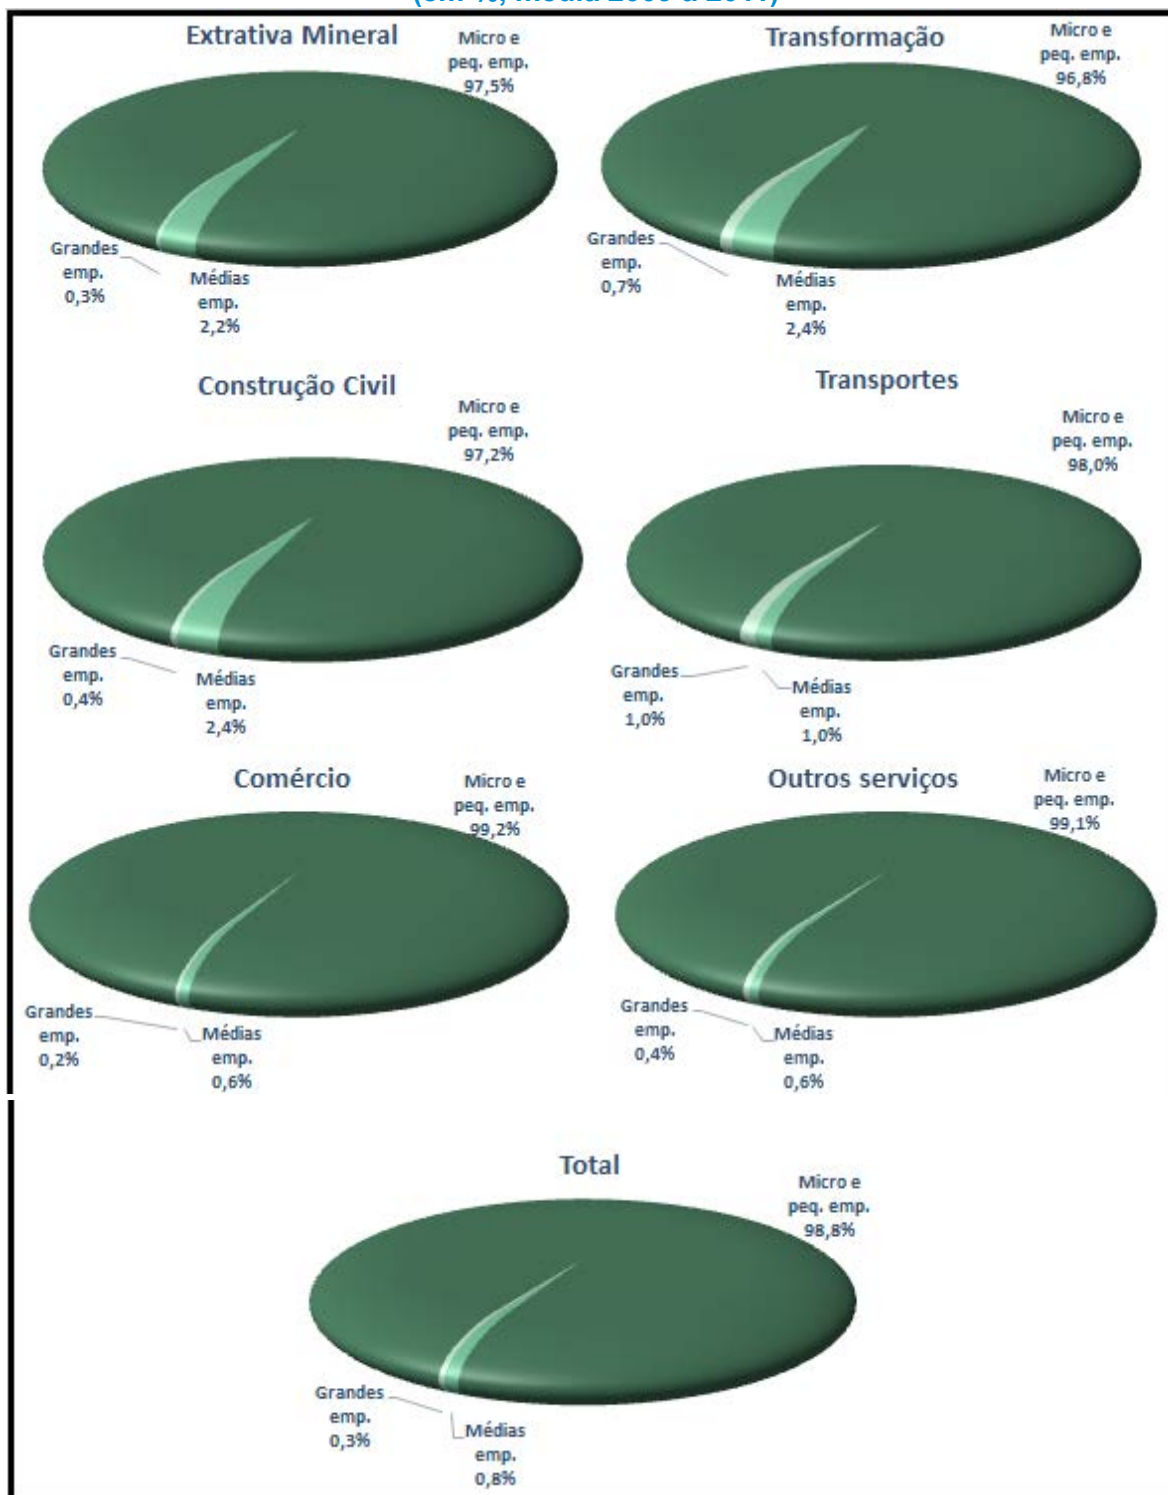 Extrativa Mineral
Micro e
peq. emp.
97,5%
Grandes
emp.
0,3%
Médias
emp.
2,2%
Transformação
Micro e
peq. emp.
96,8%
Grandes
emp.
0,7%
Médias
emp.
2,4%
Construção Civil
Micro e
peq. emp.
97,2%
Grandes
emp.
0,4%
Médias
emp.
2,4%
Transportes
Micro e
peq. emp.
98,0%
Grandes
emp.
1,0%
Médias
emp.
1,0%
Comércio
Micro e
peq. emp.
99,2%
Grandes
emp.
0,2%
Médias
emp.
0,6%
Outros serviços
Micro e
peq. emp.
99,1%
Grandes
emp.
0,4%
Médias
emp.
0,6%
Total
Micro e
peq. emp.
98,8%
Grandes
emp.
0,3%
Médias
emp.
0,8%